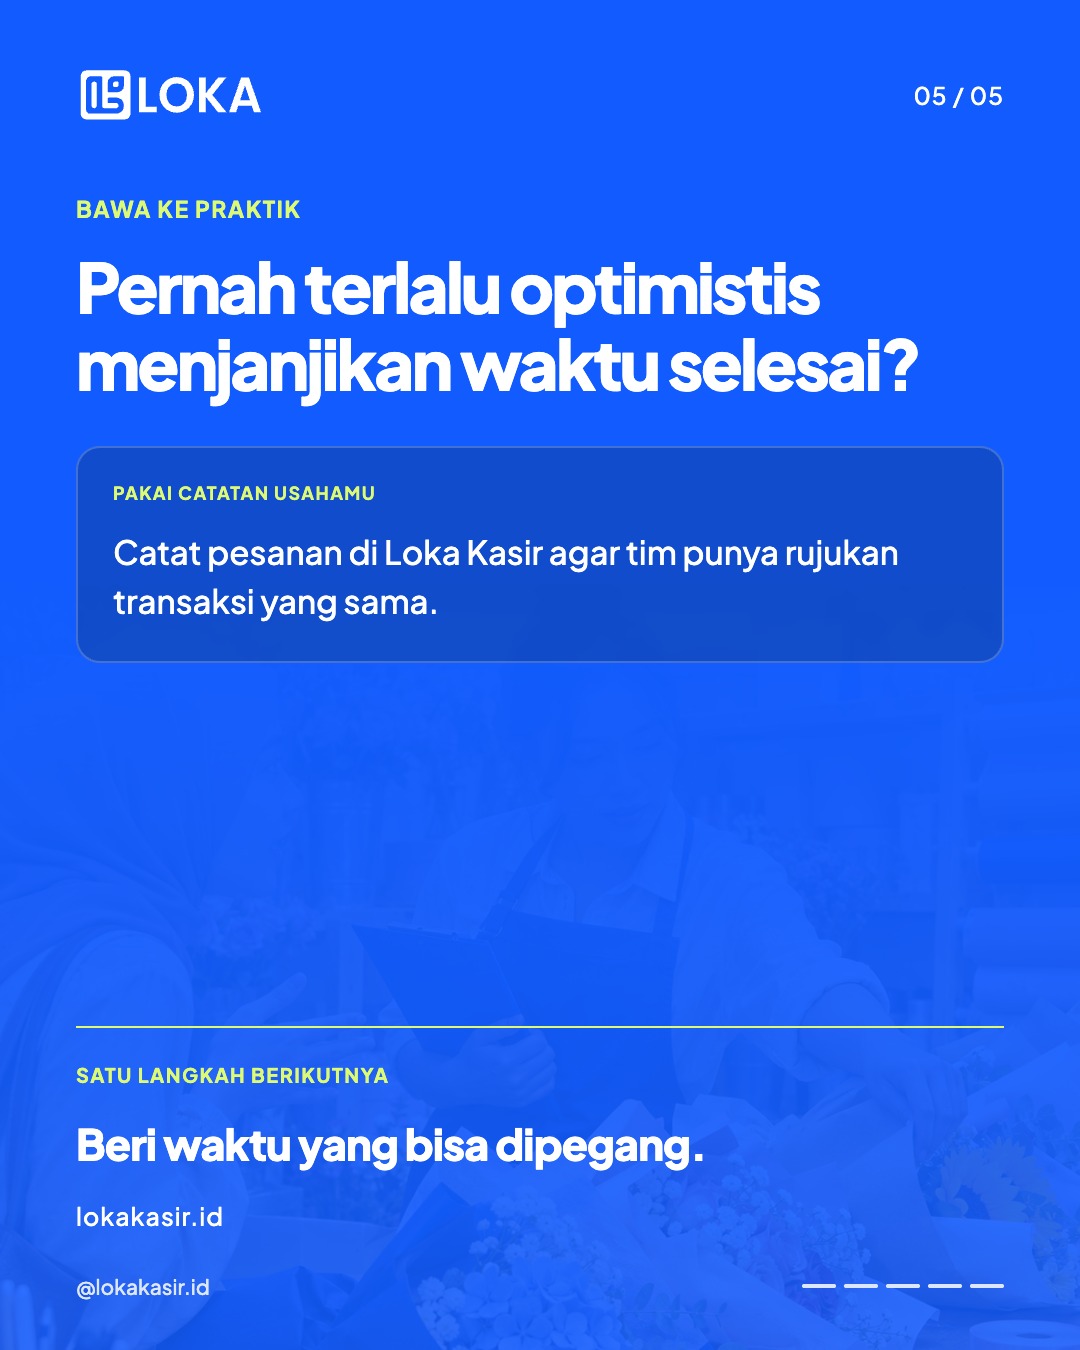 LOKA
05 / 05
BAWA KE PRAKTIK
Pernah terlalu optimistis
menjanjikan waktu selesai?
PAKAI CATATAN USAHAMU
Catat pesanan di Loka Kasir agar tim punya rujukan
transaksi yang sama.
SATU LANGKAH BERIKUTNYA
Beri waktu yang bisa dipegang.
lokakasir.id
@lokakasir.id